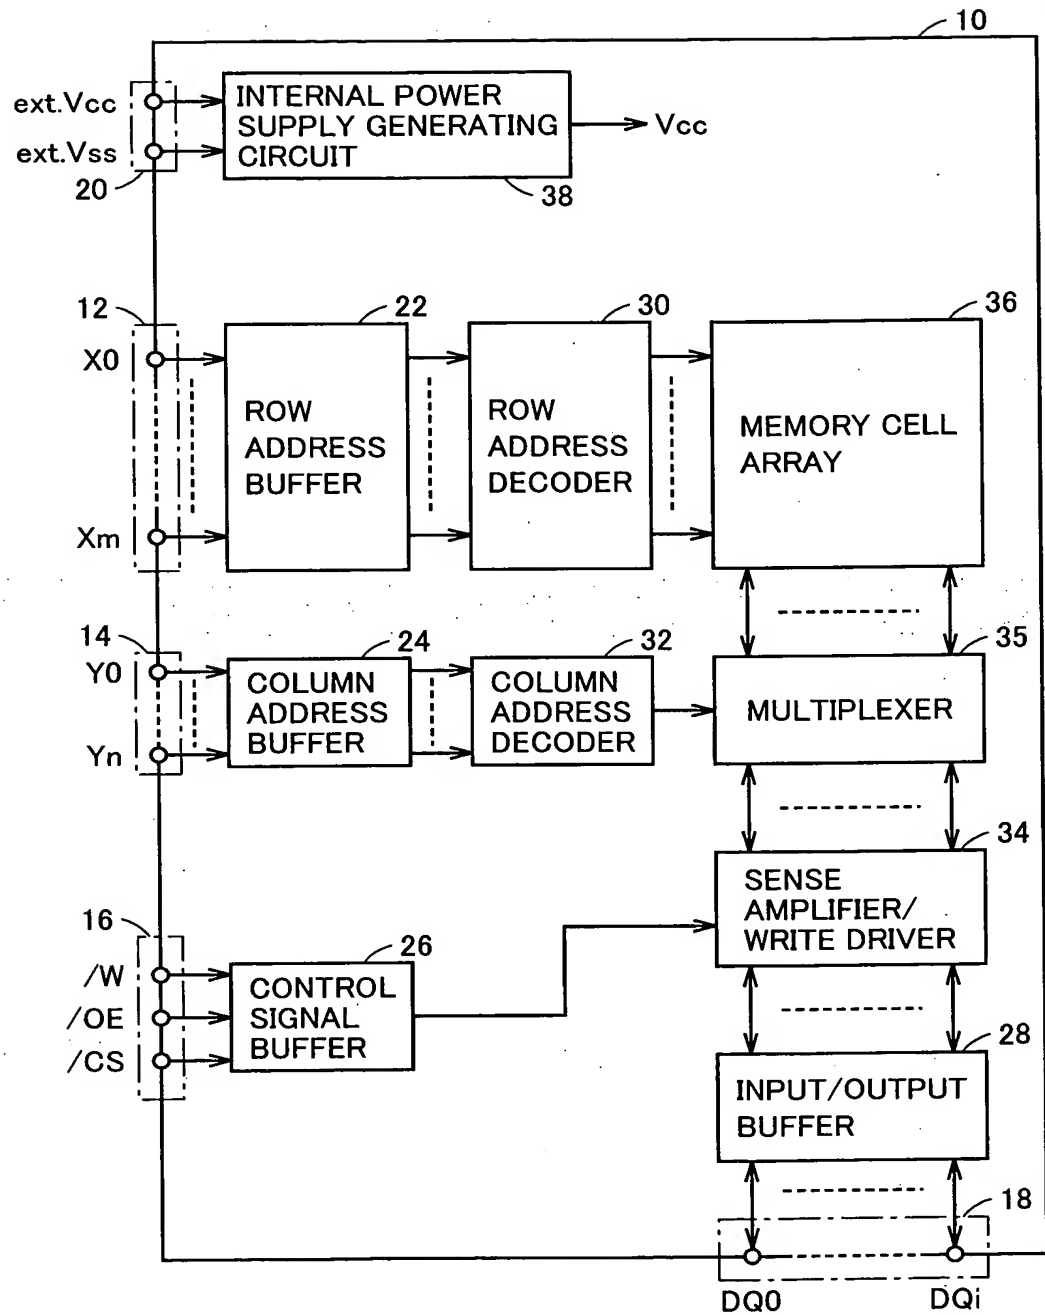 10
ext.Vcc
ext.Vss
20
INTERNAL POWER
SUPPLY GENERATING
CIRCUIT
Vcc
38
12
22
30
36
X0
Xm
ROW
ADDRESS
BUFFER
ROW
ADDRESS
DECODER
MEMORY CELL
ARRAY
14
24
32
35
Y0
Yn
COLUMN
ADDRESS
BUFFER
COLUMN
ADDRESS
DECODER
MULTIPLEXER
34
SENSE
AMPLIFIER/
WRITE DRIVER
16
26
/W
/OE
/CS
CONTROL
SIGNAL
BUFFER
28
INPUT/OUTPUT
BUFFER
18
DQ0
DQi